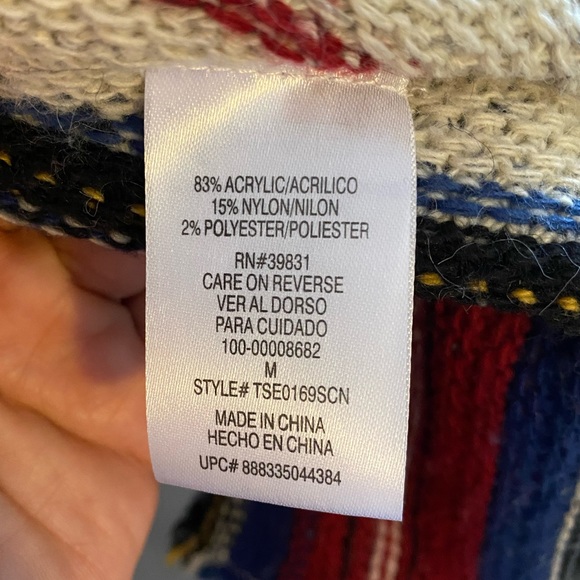 83% ACRYLIC/ACRILICO
15% NYLON/NILON
2% POLYESTER/POLIESTER
RN#39831
CARE ON REVERSE
VER AL DORSO
PARA CUIDADO
100-00008682
M
STYLE# TSE0169SCN
MADE IN CHINA
HECHO EN CHINA
UPC# 888335044384